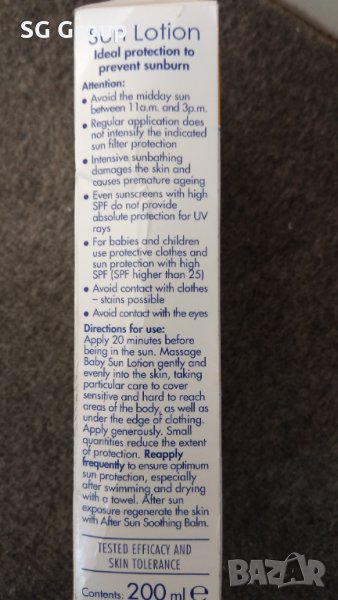 SG Group
Sun Lotion
Ideal protection to
prevent sunburn
Attention:
• Avoid the midday sun
between 11a.m. and 3p.m.
• Regular application does
not intensify the indicated
sun filter protection
• Intensive sunbathing
damages the skin and
causes premature ageing
• Even sunscreens with high
SPF do not provide
absolute protection for UV
rays
• For babies and children
use protective clothes and
sun protection with high
SPF (SPF higher than 25)
• Avoid contact with clothes
– stains possible
• Avoid contact with the eyes
Directions for use:
Apply 20 minutes before
being in the sun. Massage
Baby Sun Lotion gently and
evenly into the skin, taking
particular care to cover
sensitive and hard to reach
areas of the body, as well as
under the edge of clothing.
Apply generously. Small
quantities reduce the extent
of protection. Reapply
frequently to ensure optimum
sun protection, especially
after swimming and drying
with a towel. After sun
exposure regenerate the skin
with After Sun Soothing Balm.
TESTED EFFICACY AND
SKIN TOLERANCE
Contents: 200 ml e
BAZAR